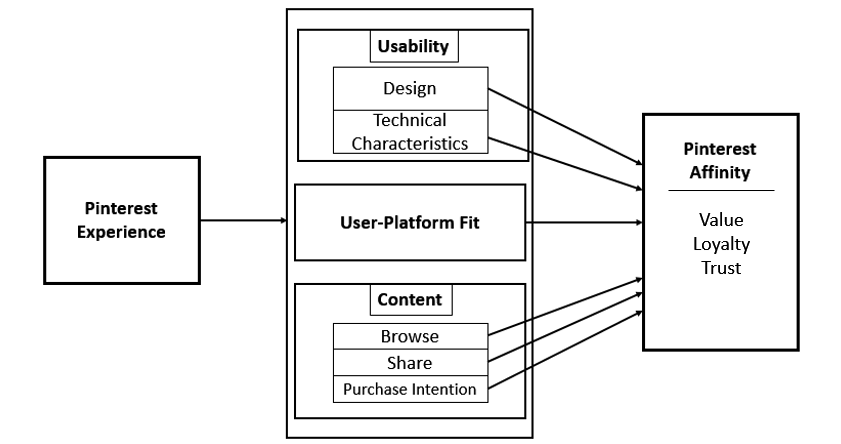 Pinterest
Experience
Usability
Design
Technical
Characteristics
User-Platform Fit
Content
Browse
Share
Purchase Intention
Pinterest
Affinity
Value
Loyalty
Trust